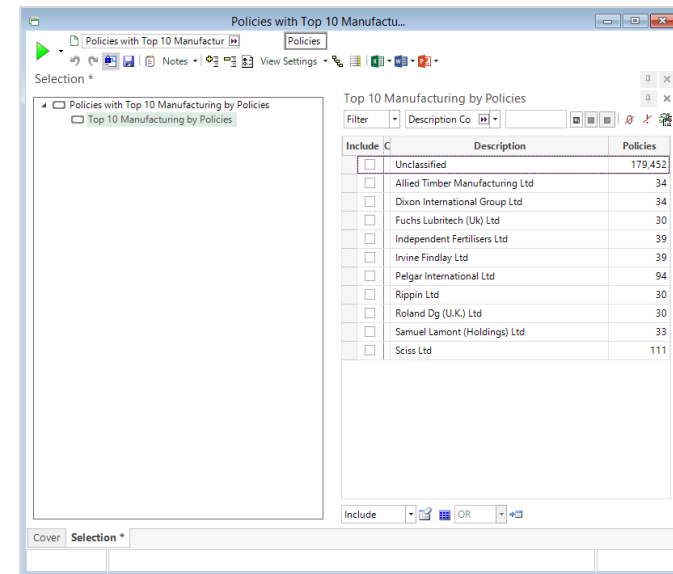 Policies with Top 10 Manufactu...
Policies with Top 10 Manufactur
Policies
Notes
View Settings
Selection *
Policies with Top 10 Manufacturing by Policies
Top 10 Manufacturing by Policies
Top 10 Manufacturing by Policies
Filter Description Co
Include C Description Policies
Unclassified 179,452
Allied Timber Manufacturing Ltd 34
Dixon International Group Ltd 34
Fuchs Lubritech (Uk) Ltd 30
Independent Fertilisers Ltd 39
Irvine Findlay Ltd 39
Pelgar International Ltd 94
Rippin Ltd 30
Roland Dg (U.K.) Ltd 30
Samuel Lamont (Holdings) Ltd 33
Sciss Ltd 111
Include OR
Cover Selection *